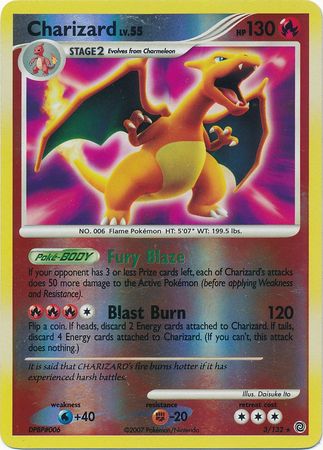 Charizard LV.55 HP 130
STAGE2 Evolves from Charmeleon
NO. 006 Flame Pokémon HT: 5'07" WT: 199.5 lbs.
Poké-BODY Fury Blaze
If your opponent has 3 or less Prize cards left, each of Charizard's attacks
does 50 more damage to the Active Pokémon (before applying Weakness
and Resistance).
Blast Burn 120
Flip a coin. If heads, discard 2 Energy cards attached to Charizard. If tails,
discard 4 Energy cards attached to Charizard. (If you can't, this attack
does nothing.)
It is said that CHARIZARD's fire burns hotter if it has
experienced harsh battles.
Illus. Daisuke Ito
weakness resistance retreat cost
+40 -20
DPBP#006 ©2007 Pokémon/Nintendo 3/132 ★